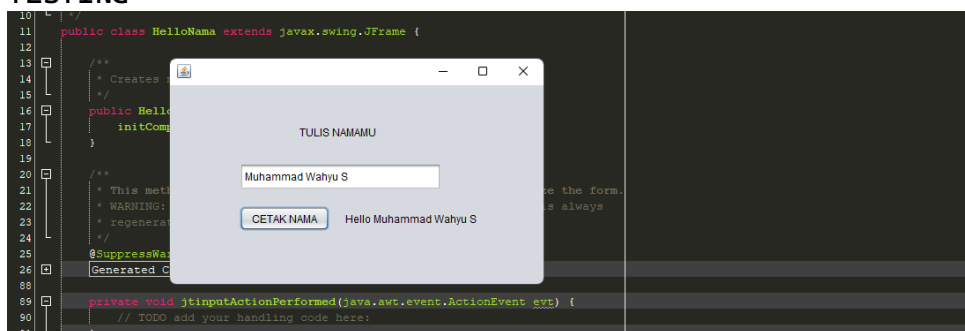 TESTING
10 */
11 public class HelloNama extends javax.swing.JFrame {
12
13 /**
14 * Creates
15 */
16 public Hell
17 initComp
18 }
19
20 /**
21 * This meth e the form.
22 * WARNING: is always
23 * regenerat
24 */
25 @SuppressWa
26 Generated C
88
89 private void jtinputActionPerformed(java.awt.event.ActionEvent evt) {
90 // TODO add your handling code here:
TULIS NAMAMU
Muhammad Wahyu S
CETAK NAMA Hello Muhammad Wahyu S